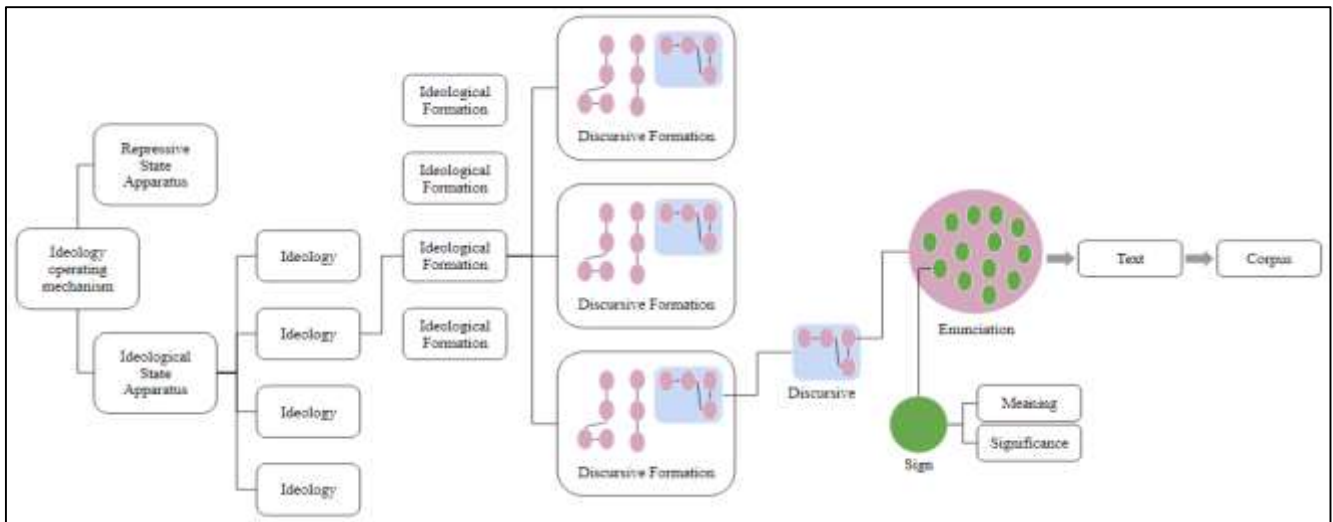 Repressive
State
Apparatus
Ideology
operating
mechanism
Ideological
State
Apparatus
Ideology
Ideology
Ideology
Ideology
Ideological
Formation
Ideological
Formation
Ideological
Formation
Ideological
Formation
Discursive Formation
Discursive Formation
Discursive Formation
Discursive
Enunciation
Sign
Meaning
Significance
Text
Corpus